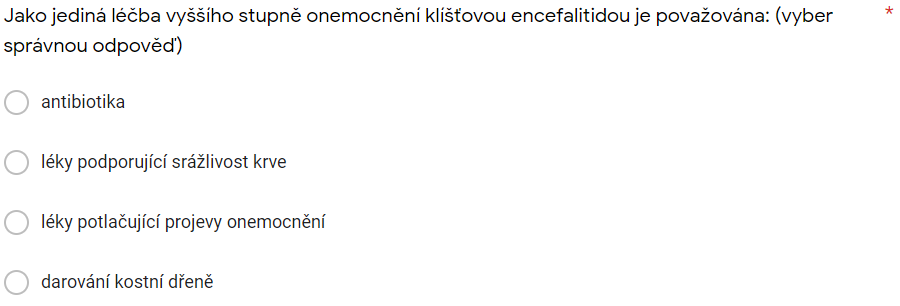 Jako jediná léčba vyššího stupně onemocnění klíšťovou encefalitidou je považována: (vyber *
správnou odpověď)
antibiotika
léky podporující srážlivost krve
léky potlačující projevy onemocnění
darování kostní dřeně